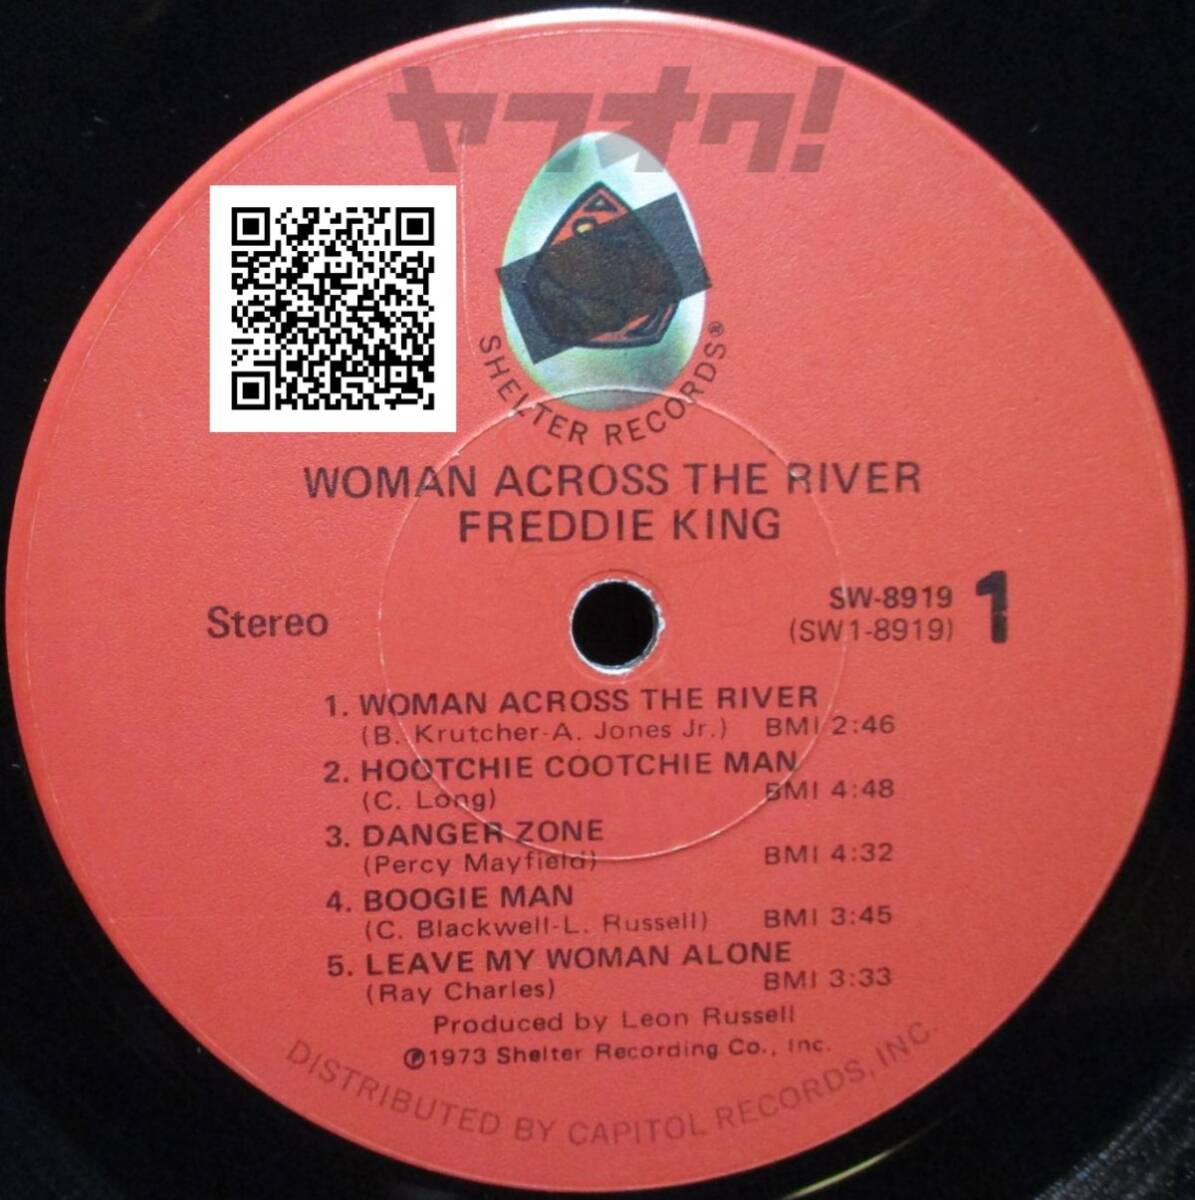 ヤフオク!
SHELTER RECORDS®
WOMAN ACROSS THE RIVER
FREDDIE KING
Stereo
SW-8919
(SW1-8919)
1
1. WOMAN ACROSS THE RIVER
(B. Krutcher-A. Jones Jr.) BMI 2:46
2. HOOTCHIE COOTCHIE MAN
(C. Long) BMI 4:48
3. DANGER ZONE
(Percy Mayfield) BMI 4:32
4. BOOGIE MAN
(C. Blackwell-L. Russell) BMI 3:45
5. LEAVE MY WOMAN ALONE
(Ray Charles) BMI 3:33
Produced by Leon Russell
℗1973 Shelter Recording Co., Inc.
DISTRIBUTED BY CAPITOL RECORDS, INC.